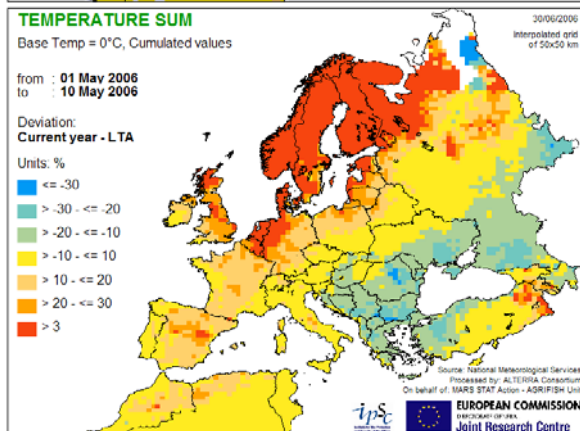 TEMPERATURE SUM
Base Temp = 0°C, Cumulated values
30/06/2006
Interpolated grid
of 50x50 km
from : 01 May 2006
to : 10 May 2006
Deviation:
Current year - LTA
Units: %
<= -30
> -30 - <= -20
> -20 - <= -10
> -10 - <= 10
> 10 - <= 20
> 20 - <= 30
> 3
Source: National Meteorological Services
Processed by: ALTERRA Consortium
On behalf of: MARS STAT Action - AGRIFISH Unit
ipsc
EUROPEAN COMMISSION
DIRECTORATE-GENERAL
Joint Research Centre